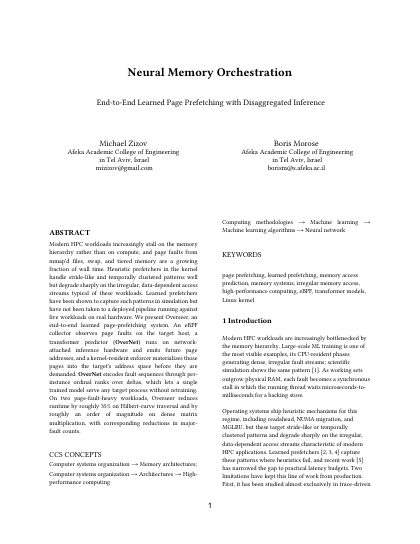 Neural Memory Orchestration
End-to-End Learned Page Prefetching with Disaggregated Inference
Michael Zizov
Afeka Academic College of Engineering
in Tel Aviv, Israel
mizizov@gmail.com
Boris Morose
Afeka Academic College of Engineering
in Tel Aviv, Israel
borism@s.afeka.ac.il
ABSTRACT
Modern HPC workloads increasingly stall on the memory
hierarchy rather than on compute, and page faults from
mmap'd files, swap, and tiered memory are a growing
fraction of wall time. Heuristic prefetchers in the kernel
handle stride-like and temporally clustered patterns well
but degrade sharply on the irregular, data-dependent access
streams typical of these workloads. Learned prefetchers
have been shown to capture such patterns in simulation but
have not been taken to a deployed pipeline running against
live workloads on real hardware. We present Overseer, an
end-to-end learned page-prefetching system. An eBPF
collector observes page faults on the target host, a
transformer predictor (OverNet) runs on network-
attached inference hardware and emits future page
addresses, and a kernel-resident enforcer materializes those
pages into the target's address space before they are
demanded. OverNet encodes fault sequences through per-
instance ordinal ranks over deltas, which lets a single
trained model serve any target process without retraining.
On two page-fault-heavy workloads, Overseer reduces
runtime by roughly 35% on Hilbert-curve traversal and by
roughly an order of magnitude on dense matrix
multiplication, with corresponding reductions in major-
fault counts.
CCS CONCEPTS
Computer systems organization → Memory architectures;
Computer systems organization → Architectures → High-
performance computing
Computing methodologies → Machine learning →
Machine learning algorithms → Neural network
KEYWORDS
page prefetching, learned prefetching, memory access
prediction, memory systems, irregular memory access,
high-performance computing, eBPF, transformer models,
Linux kernel
1 Introduction
Modern HPC workloads are increasingly bottlenecked by
the memory hierarchy. Large-scale ML training is one of
the most visible examples, its CPU-resident phases
generating dense, irregular fault streams; scientific
simulation shows the same pattern [1]. As working sets
outgrow physical RAM, each fault becomes a synchronous
stall in which the running thread waits microseconds-to-
milliseconds for a backing store.
Operating systems ship heuristic mechanisms for this
regime, including readahead, NUMA migration, and
MGLRU, but these target stride-like or temporally
clustered patterns and degrade sharply on the irregular,
data-dependent access streams characteristic of modern
HPC applications. Learned prefetchers [2, 3, 4] capture
these patterns where heuristics fail, and recent work [5]
has narrowed the gap to practical latency budgets. Two
limitations have kept this line of work from production.
First, it has been studied almost exclusively in trace-driven
1